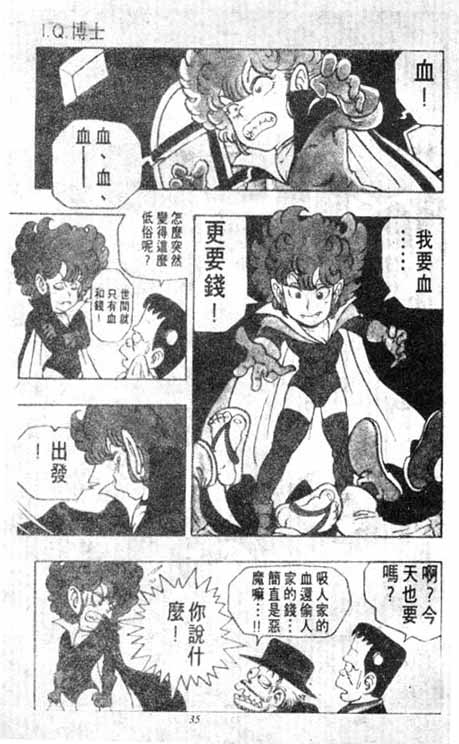 I.Q.博士
血！
血、血、
血——
我要血
……
更要錢！
怎麼突然
變得這麼
低俗呢？
世間就
只有血
和錢！
出發
！
啊？今
天也要
嗎？
吸人家的
血還偷人
家的錢…
簡直是惡
魔嘛…!!
你說什
麼！
35